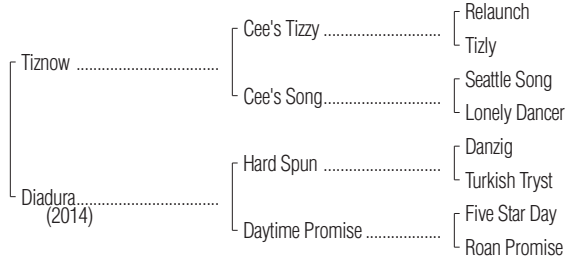 Relaunch
Cee's Tizzy ..............................
Tizly
Tiznow ....................................
Seattle Song
Cee's Song..............................
Lonely Dancer
Danzig
Hard Spun ..............................
Turkish Tryst
Diadura....................................
(2014)
Five Star Day
Daytime Promise ...................
Roan Promise